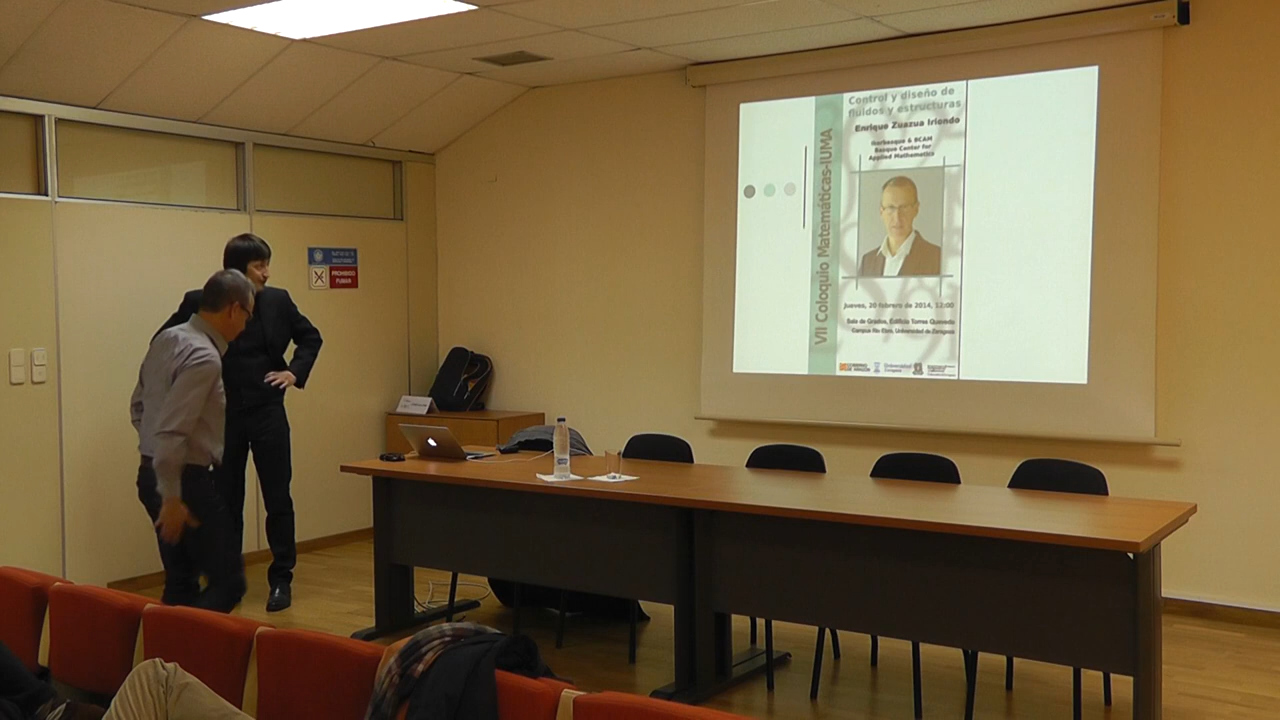 Control y diseño de
fluidos y estructuras
Enrique Zuazua Iriondo
Ikerbasque & BCAM
Basque Center for
Applied Mathematics
VII Coloquio Matemáticas-IUMA
Jueves, 20 febrero de 2014, 12:00
Sala de Grados, Edificio Torres Quevedo
Campus Río Ebro, Universidad de Zaragoza
Universidad
PROHIBIDO
FUMAR